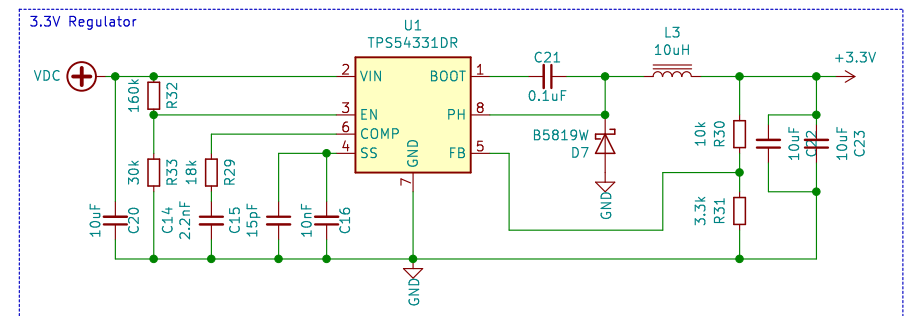 3.3V Regulator
U1
TPS54331DR
VDC
160k
R32
2
VIN
BOOT
1
C21
0.1uF
L3
10uH
+3.3V
3
EN
PH
8
6
COMP
4
SS
FB
5
GND
7
B5819W
D7
GND
10k
R30
10uF
C22
10uF
C23
30k
R33
18k
R29
10uF
C20
C14
2.2nF
C15
15pF
10nF
C16
3.3k
R31
GND